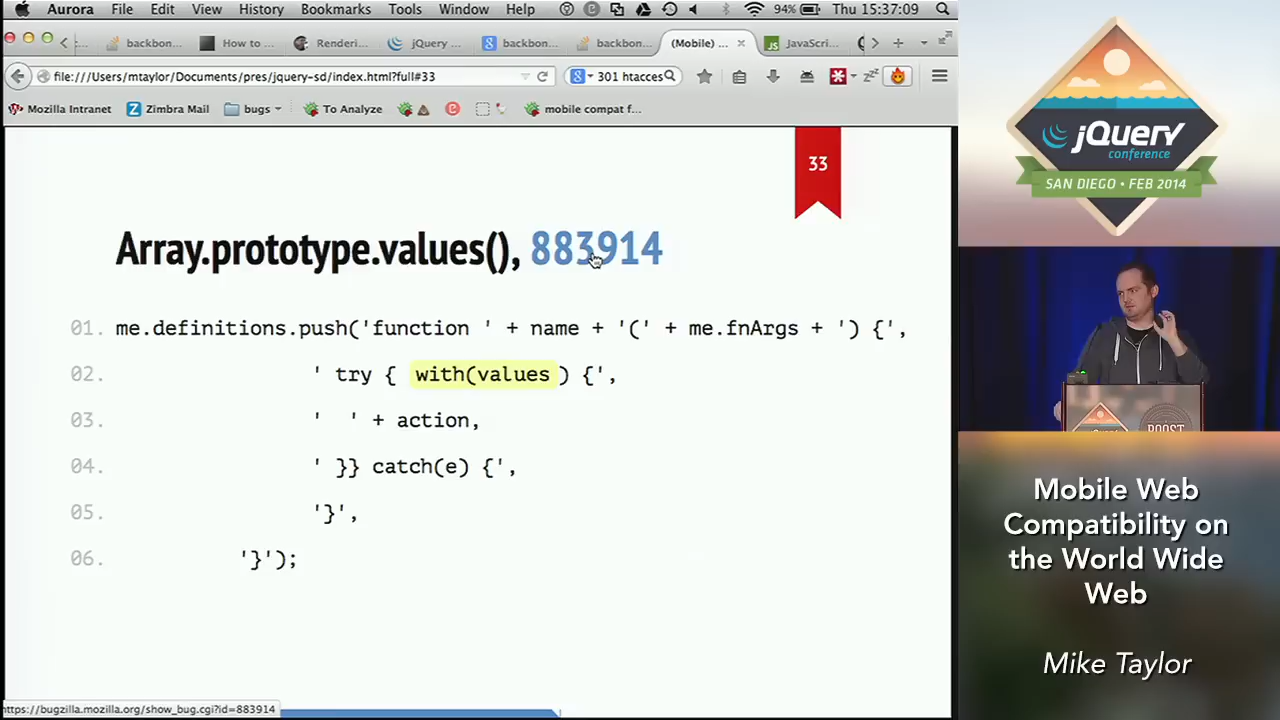 Aurora File Edit View History Bookmarks Tools Window Help 94% Thu 15:37:09
backbon... How to ... Renderi... jQuery ... backbon... backbon... (Mobile) ... JavaScri...
file:///Users/mtaylor/Documents/pres/jquery-sd/index.html?full#33 301 htacces
Mozilla Intranet Zimbra Mail bugs To Analyze mobile compat f...
33
Array.prototype.values(), 883914
01. me.definitions.push('function ' + name + '(' + me.fnArgs + ') {',
02. ' try { with(values ) {',
03. '  ' + action,
04. ' }} catch(e) {',
05. '}',
06. '}');
https://bugzilla.mozilla.org/show_bug.cgi?id=883914
jQuery
conference
SAN DIEGO • FEB 2014
BOOST
Mobile Web
Compatibility on
the World Wide
Web
Mike Taylor